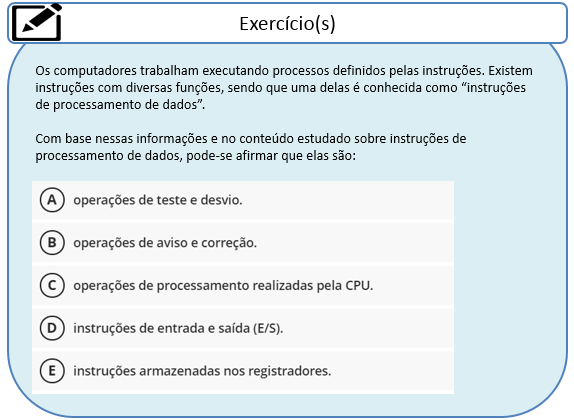 Exercício(s)
Os computadores trabalham executando processos definidos pelas instruções. Existem
instruções com diversas funções, sendo que uma delas é conhecida como “instruções
de processamento de dados”.
Com base nessas informações e no conteúdo estudado sobre instruções de
processamento de dados, pode-se afirmar que elas são:
A operações de teste e desvio.
B operações de aviso e correção.
C operações de processamento realizadas pela CPU.
D instruções de entrada e saída (E/S).
E instruções armazenadas nos registradores.